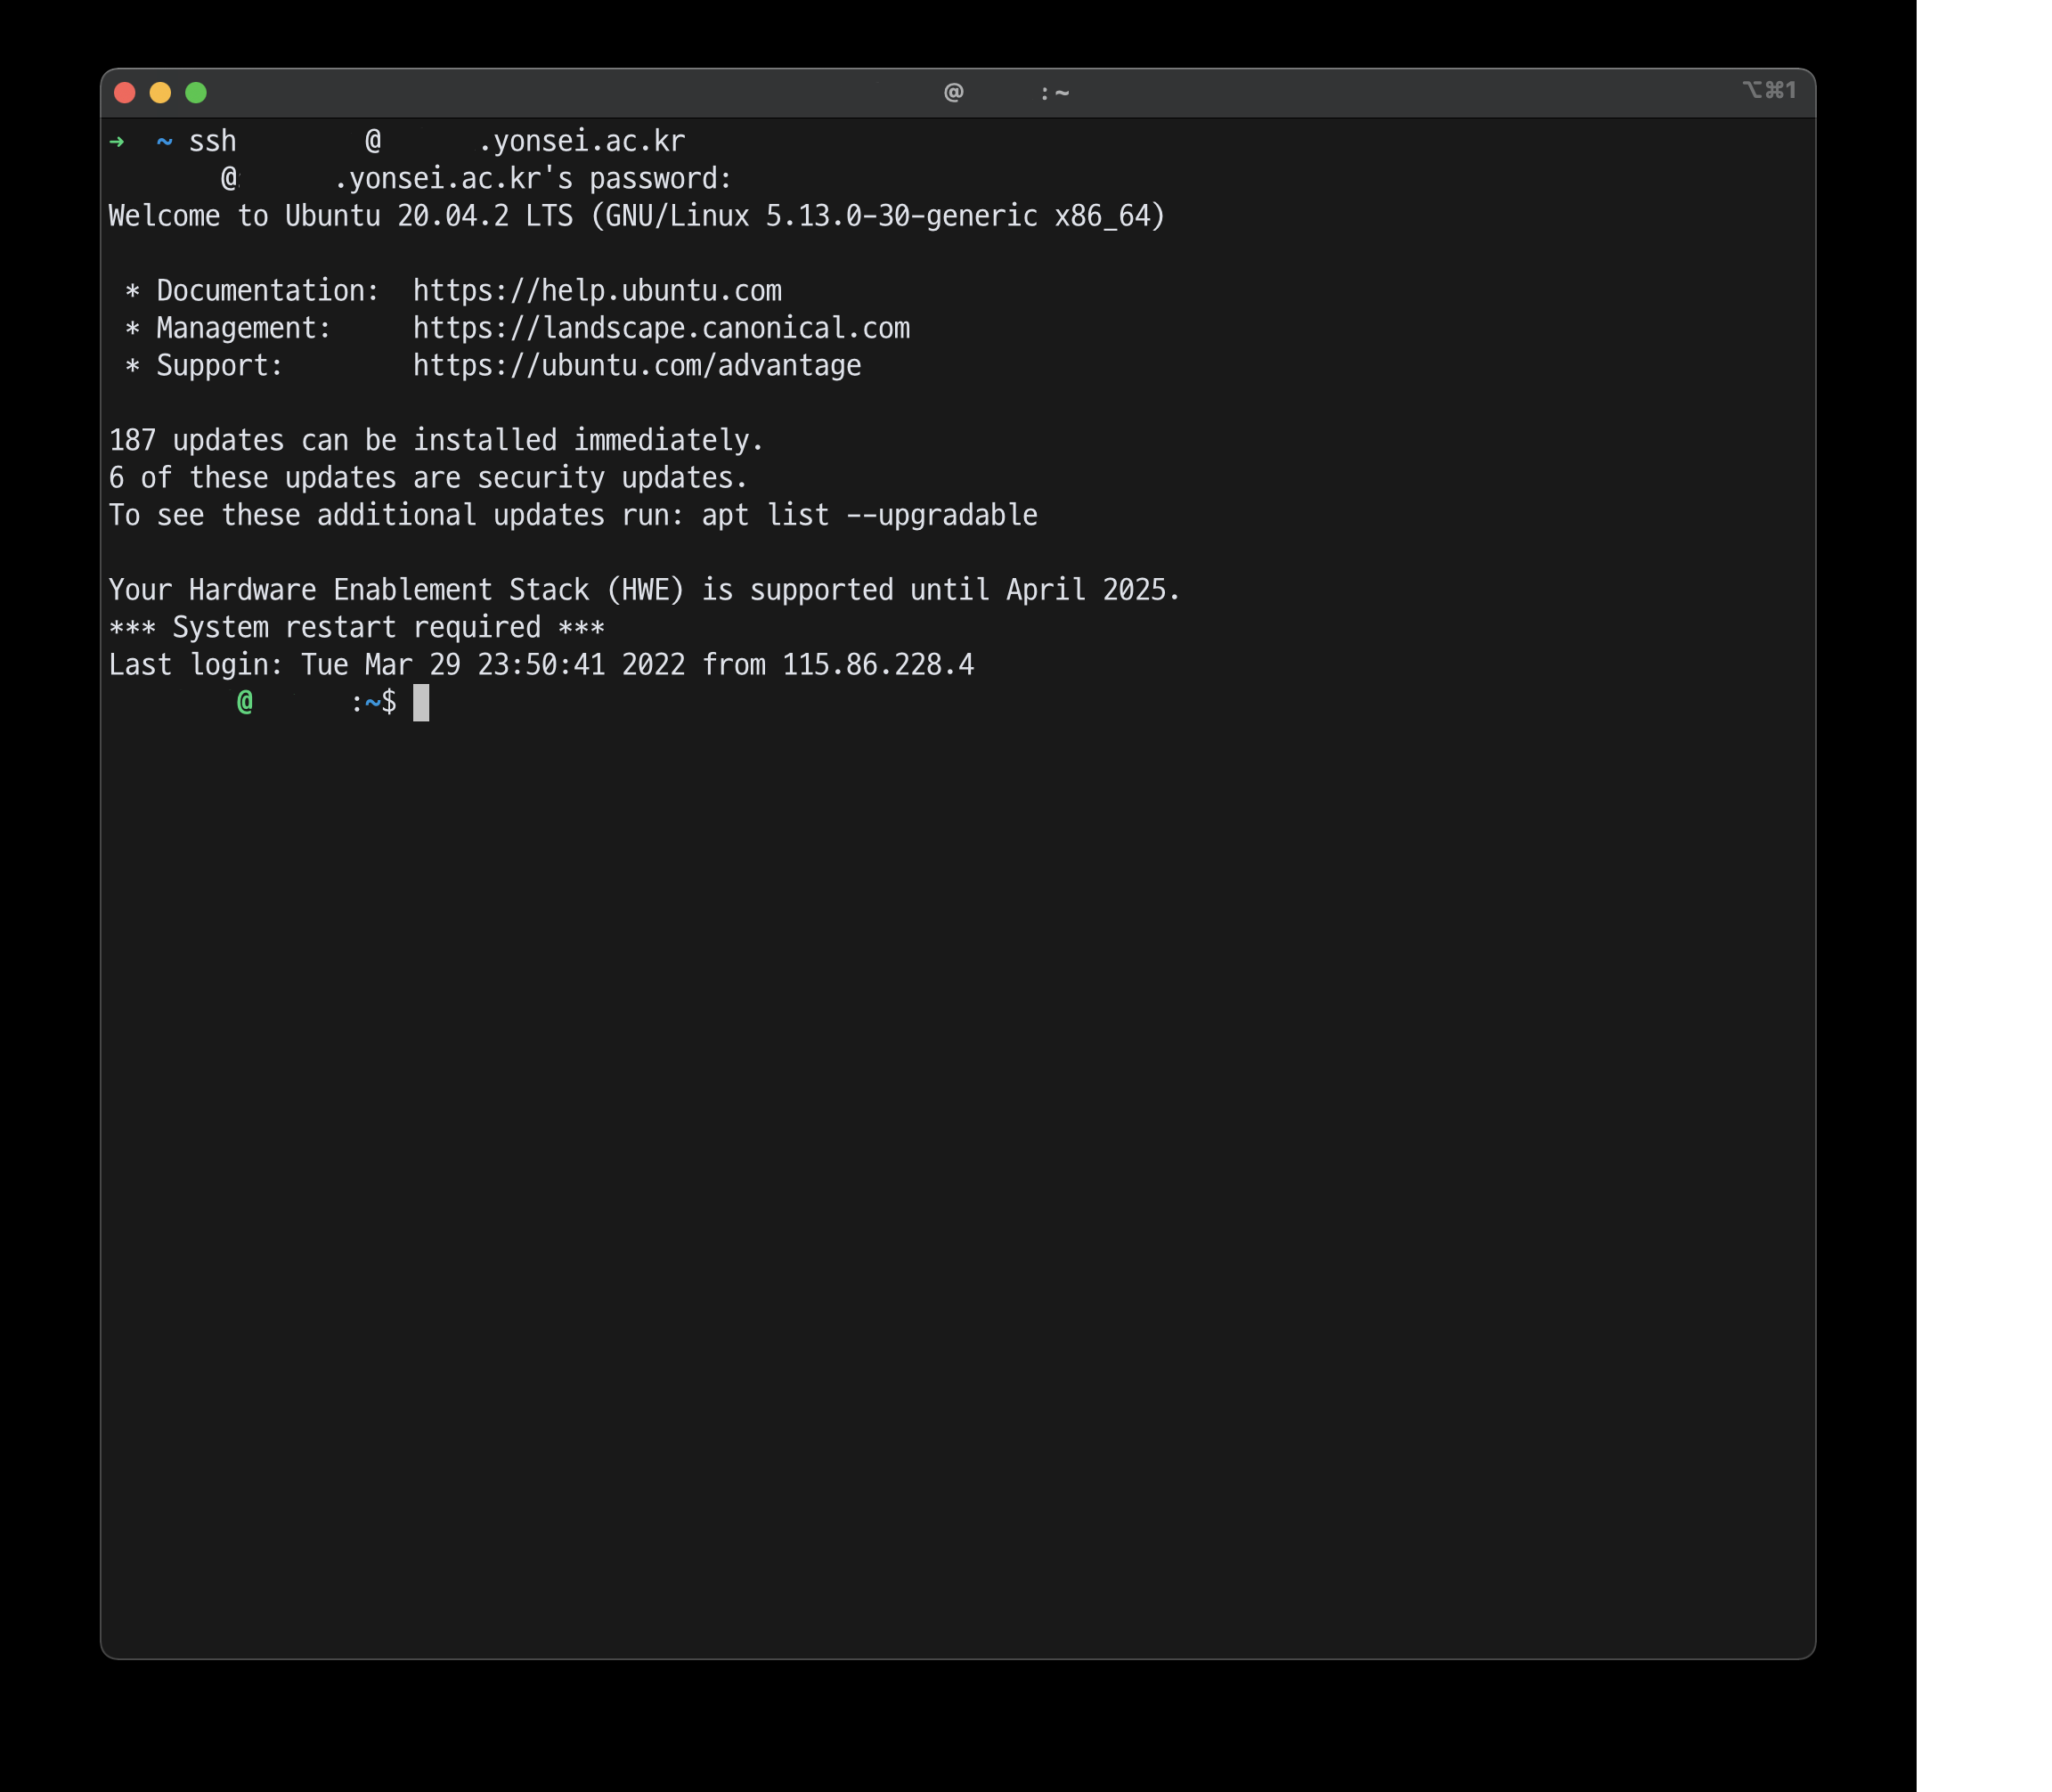 @ :~ ⌥⌘1
➜ ~ ssh @ .yonsei.ac.kr
@ .yonsei.ac.kr's password:
Welcome to Ubuntu 20.04.2 LTS (GNU/Linux 5.13.0-30-generic x86_64)
* Documentation: https://help.ubuntu.com
* Management: https://landscape.canonical.com
* Support: https://ubuntu.com/advantage
187 updates can be installed immediately.
6 of these updates are security updates.
To see these additional updates run: apt list --upgradable
Your Hardware Enablement Stack (HWE) is supported until April 2025.
*** System restart required ***
Last login: Tue Mar 29 23:50:41 2022 from 115.86.228.4
@ :~$